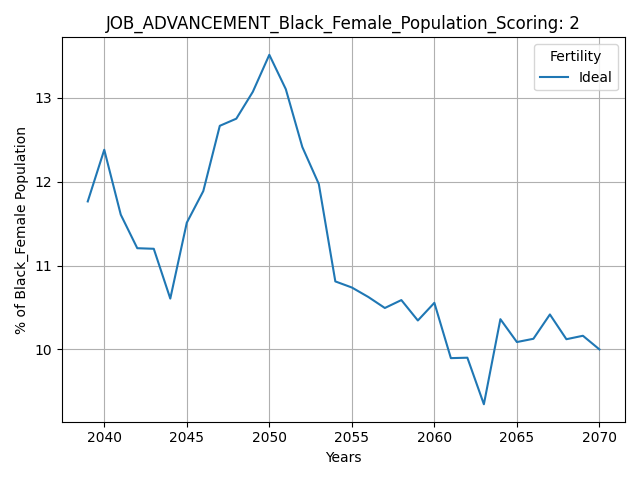 JOB_ADVANCEMENT_Black_Female_Population_Scoring: 2
Fertility
Ideal
% of Black_Female Population
13
12
11
10
2040 2045 2050 2055 2060 2065 2070
Years